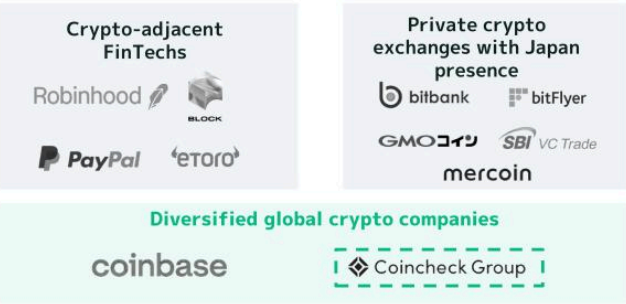 Crypto-adjacent
FinTechs
Robinhood
BLOCK
PayPal
eToro
Private crypto
exchanges with Japan
presence
bitbank
bitFlyer
GMOコイン
SBI VC Trade
mercoin
Diversified global crypto companies
coinbase
Coincheck Group